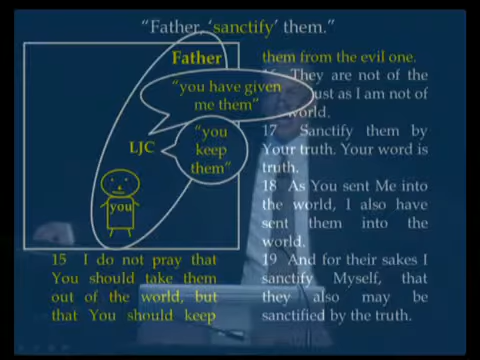 “Father, ‘sanctify’ them.”
Father
“you have given
me them”
LJC
“you
keep
them”
you
15 I do not pray that
You should take them
out of the world, but
that You should keep
them from the evil one.
16 They are not of the
just as I am not of
world.
17 Sanctify them by
Your truth. Your word is
truth.
18 As You sent Me into
the world, I also have
sent them into the
world.
19 And for their sakes I
sanctify Myself, that
they also may be
sanctified by the truth.